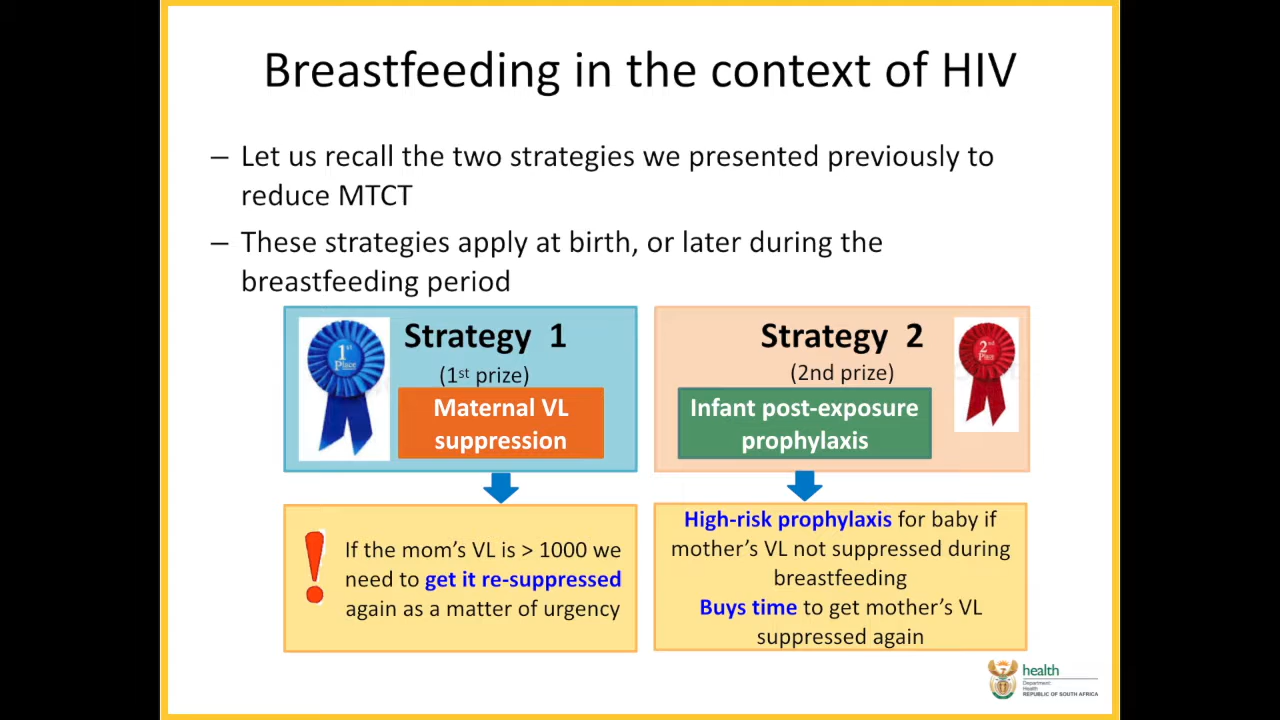 Breastfeeding in the context of HIV
– Let us recall the two strategies we presented previously to
reduce MTCT
– These strategies apply at birth, or later during the
breastfeeding period
1st
Place
Strategy 1
(1st prize)
Maternal VL
suppression
Strategy 2
(2nd prize)
Infant post-exposure
prophylaxis
2nd
Place
If the mom's VL is > 1000 we
need to get it re-suppressed
again as a matter of urgency
High-risk prophylaxis for baby if
mother's VL not suppressed during
breastfeeding
Buys time to get mother's VL
suppressed again
health
Department:
Health
REPUBLIC OF SOUTH AFRICA